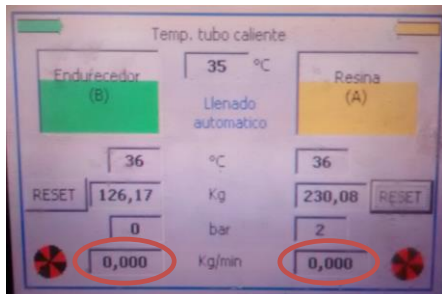 Temp. tubo caliente
35 °C
Endurecedor
(B)
Resina
(A)
Llenado
automatico
36 °C 36
RESET 126,17 Kg 230,08 RESET
0 bar 2
0,000 Kg/min 0,000